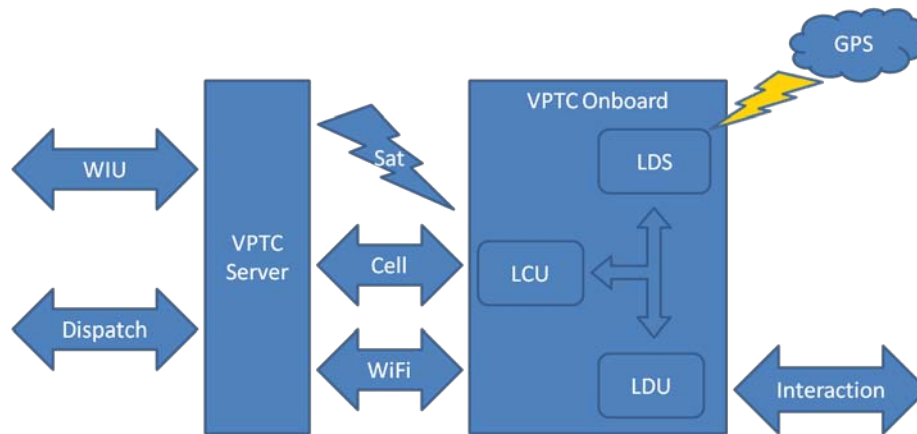 GPS
VPTC Onboard
LDS
WIU
Sat
VPTC
Server
Cell
LCU
Dispatch
WiFi
LDU
Interaction